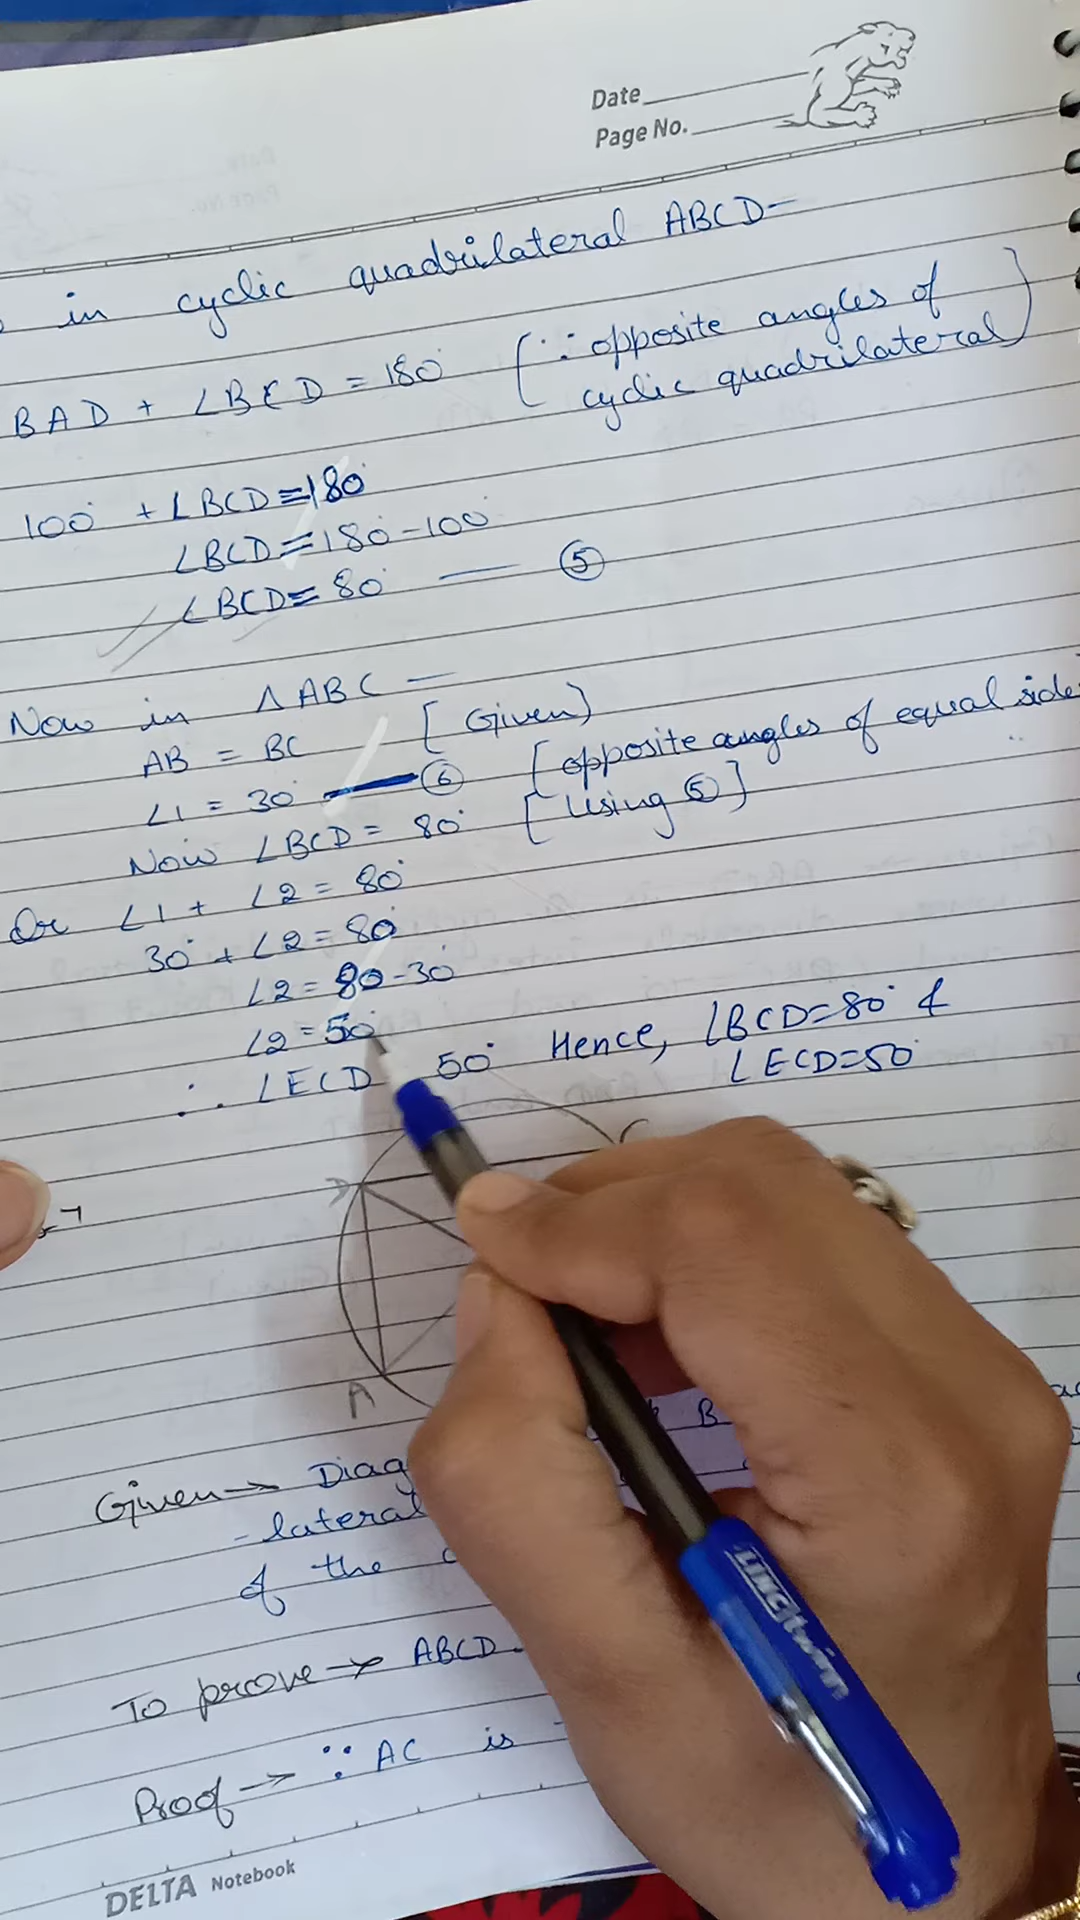 Date
Page No.
in cyclic quadrilateral ABCD-
BAD + ∠BCD = 180° [∵ opposite angles of
cyclic quadrilateral]
100° + ∠BCD = 180°
∠BCD = 180° - 100°
∠BCD = 80° — ⑤
Now in △ABC —
AB = BC [Given]
∠1 = 30° — ⑥ [opposite angles of equal side
Now ∠BCD = 80° [Using ⑤]
Or ∠1 + ∠2 = 80°
30° + ∠2 = 80°
∠2 = 80 - 30°
∠2 = 50°
∴ ∠ECD 50° Hence, ∠BCD=80° &
∠ECD=50°
C
D
A
B
Given → Diag
-lateral
of the
To prove → ABCD
Proof → ∵ AC is
DELTA Notebook
LINC twinn